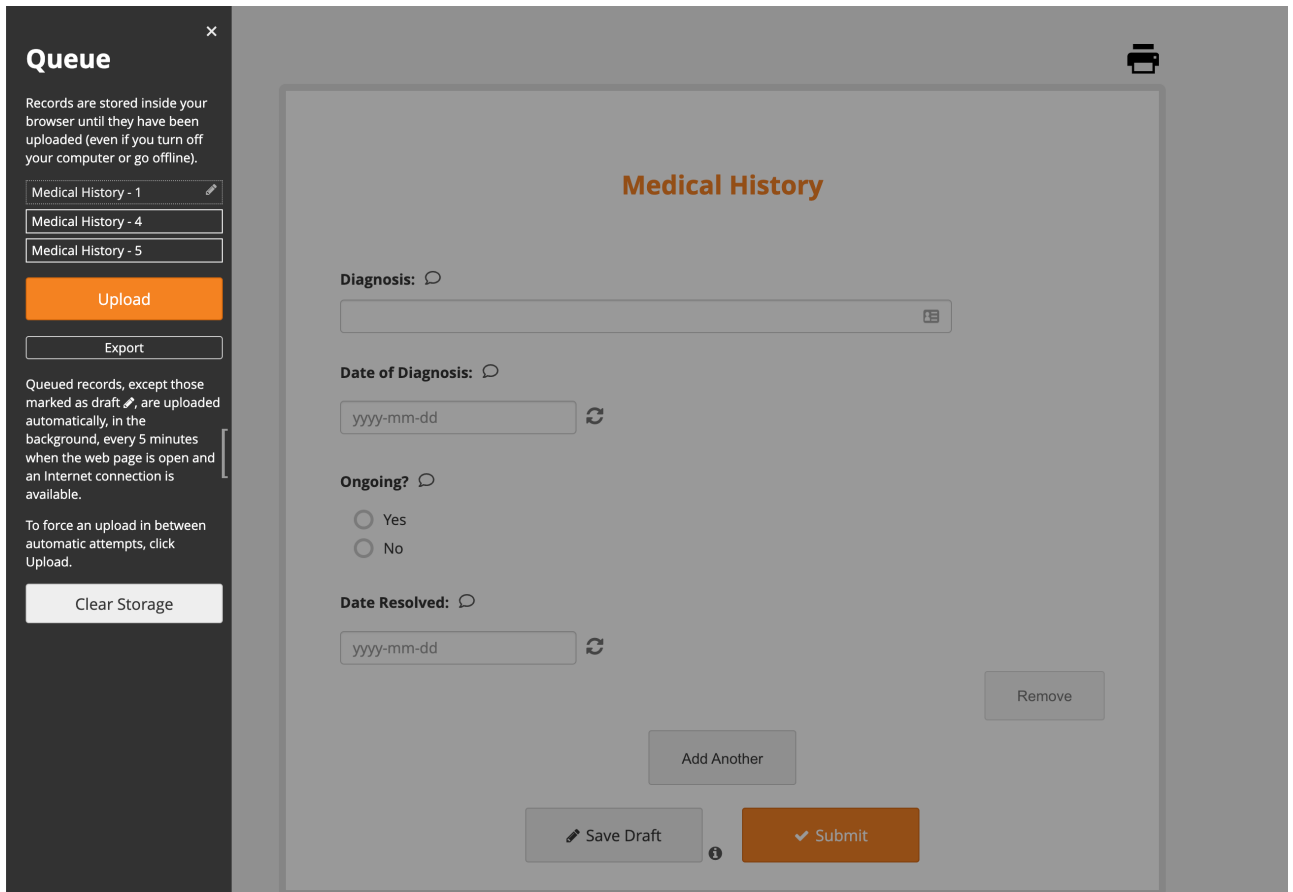 ×
Queue
Records are stored inside your
browser until they have been
uploaded (even if you turn off
your computer or go offline).
Medical History - 1
Medical History - 4
Medical History - 5
Upload
Export
Queued records, except those
marked as draft , are uploaded
automatically, in the
background, every 5 minutes
when the web page is open and
an Internet connection is
available.
To force an upload in between
automatic attempts, click
Upload.
Clear Storage
Medical History
Diagnosis:
Date of Diagnosis:
yyyy-mm-dd
Ongoing?
Yes
No
Date Resolved:
yyyy-mm-dd
Remove
Add Another
Save Draft
Submit